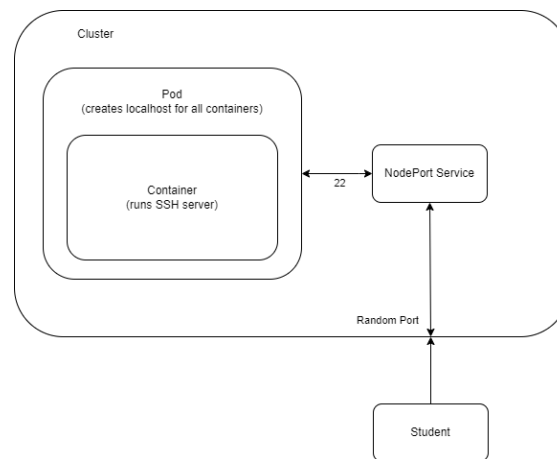 Cluster
Pod
(creates localhost for all containers)
Container
(runs SSH server)
22
NodePort Service
Random Port
Student